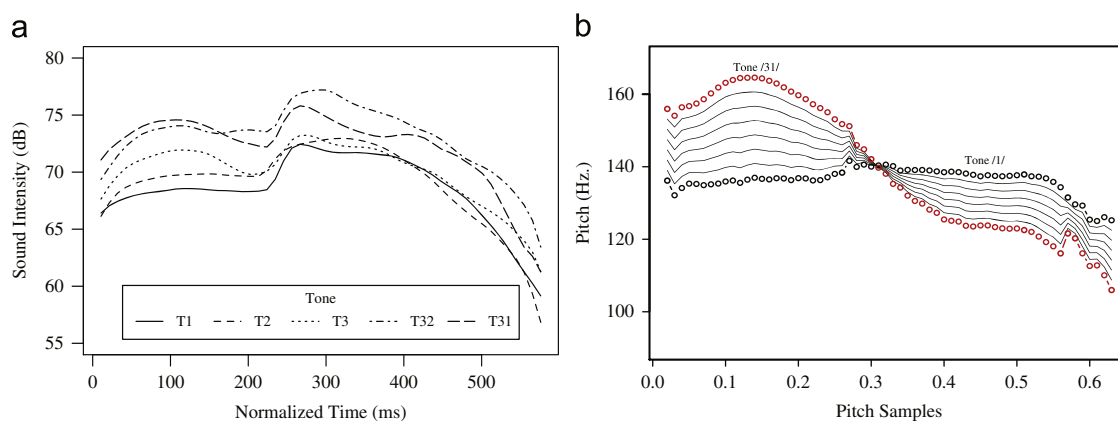 a
80
75
70
65
60
55
Sound Intensity (dB)
Tone
T1 T2 T3 T32 T31
0 100 200 300 400 500
Normalized Time (ms)
b
160
140
120
100
Pitch (Hz.)
Tone /31/
Tone /1/
0.0 0.1 0.2 0.3 0.4 0.5 0.6
Pitch Samples